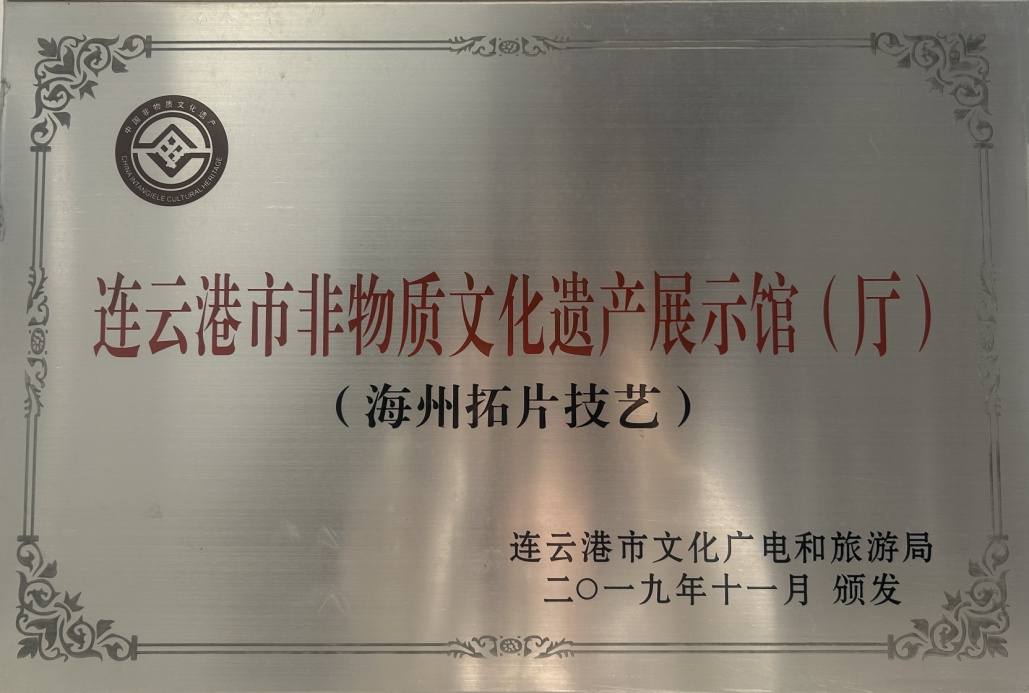 中国非物质文化遗产
CHINA INTANGIELE CULTURAL HERITAGE
连云港市非物质文化遗产展示馆（厅）
（海州拓片技艺）
连云港市文化广电和旅游局
二〇一九年十一月 颁发